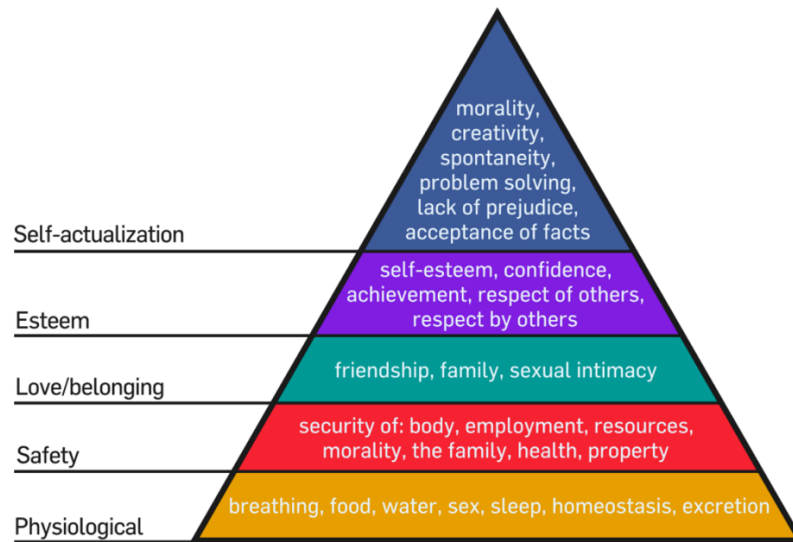 morality,
creativity,
spontaneity,
problem solving,
lack of prejudice,
acceptance of facts
Self-actualization
self-esteem, confidence,
achievement, respect of others,
respect by others
Esteem
friendship, family, sexual intimacy
Love/belonging
security of: body, employment, resources,
morality, the family, health, property
Safety
breathing, food, water, sex, sleep, homeostasis, excretion
Physiological